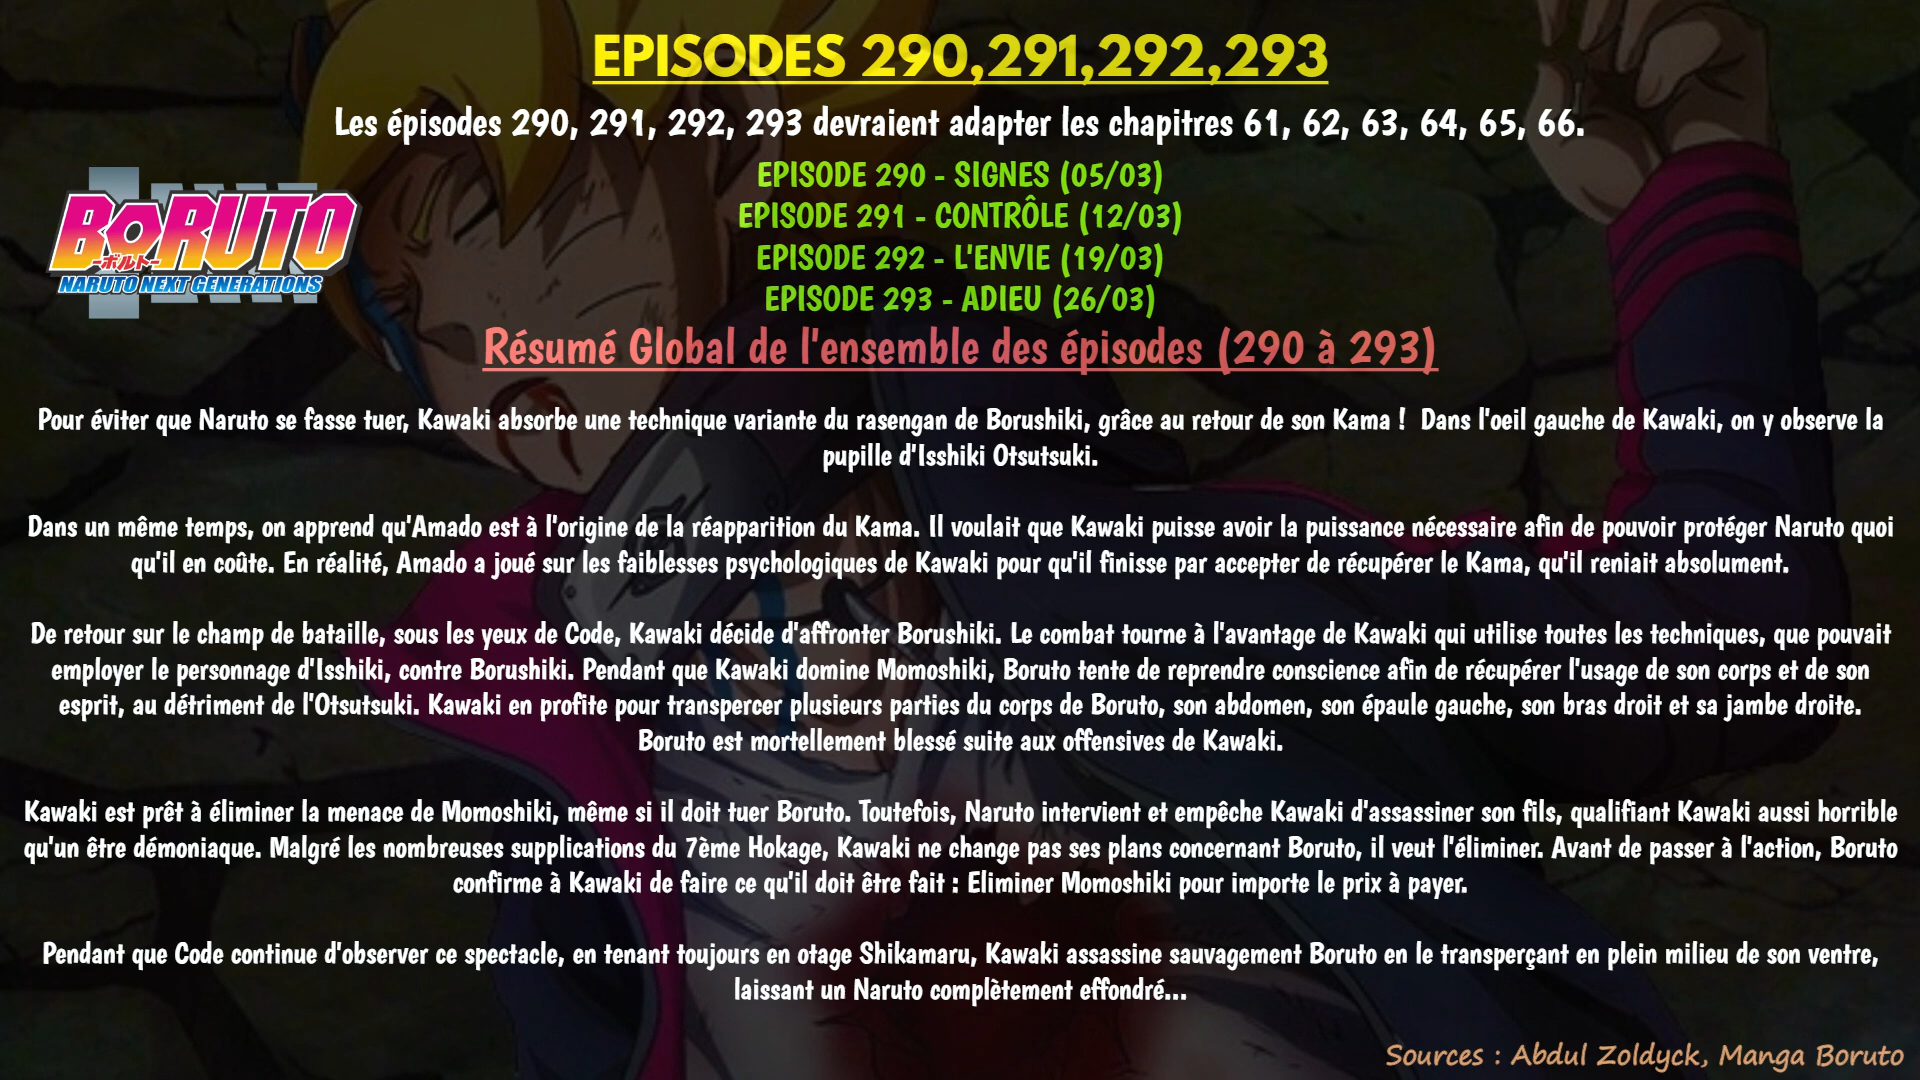 EPISODES 290,291,292,293
Les épisodes 290, 291, 292, 293 devraient adapter les chapitres 61, 62, 63, 64, 65, 66.
BORUTO
-ボルト-
NARUTO NEXT GENERATIONS
EPISODE 290 - SIGNES (05/03)
EPISODE 291 - CONTRÔLE (12/03)
EPISODE 292 - L'ENVIE (19/03)
EPISODE 293 - ADIEU (26/03)
Résumé Global de l'ensemble des épisodes (290 à 293)
Pour éviter que Naruto se fasse tuer, Kawaki absorbe une technique variante du rasengan de Borushiki, grâce au retour de son Kama ! Dans l'oeil gauche de Kawaki, on y observe la
pupille d'Isshiki Otsutsuki.
Dans un même temps, on apprend qu'Amado est à l'origine de la réapparition du Kama. Il voulait que Kawaki puisse avoir la puissance nécessaire afin de pouvoir protéger Naruto quoi
qu'il en coûte. En réalité, Amado a joué sur les faiblesses psychologiques de Kawaki pour qu'il finisse par accepter de récupérer le Kama, qu'il reniait absolument.
De retour sur le champ de bataille, sous les yeux de Code, Kawaki décide d'affronter Borushiki. Le combat tourne à l'avantage de Kawaki qui utilise toutes les techniques, que pouvait
employer le personnage d'Isshiki, contre Borushiki. Pendant que Kawaki domine Momoshiki, Boruto tente de reprendre conscience afin de récupérer l'usage de son corps et de son
esprit, au détriment de l'Otsutsuki. Kawaki en profite pour transpercer plusieurs parties du corps de Boruto, son abdomen, son épaule gauche, son bras droit et sa jambe droite.
Boruto est mortellement blessé suite aux offensives de Kawaki.
Kawaki est prêt à éliminer la menace de Momoshiki, même si il doit tuer Boruto. Toutefois, Naruto intervient et empêche Kawaki d'assassiner son fils, qualifiant Kawaki aussi horrible
qu'un être démoniaque. Malgré les nombreuses supplications du 7ème Hokage, Kawaki ne change pas ses plans concernant Boruto, il veut l'éliminer. Avant de passer à l'action, Boruto
confirme à Kawaki de faire ce qu'il doit être fait : Eliminer Momoshiki pour importe le prix à payer.
Pendant que Code continue d'observer ce spectacle, en tenant toujours en otage Shikamaru, Kawaki assassine sauvagement Boruto en le transperçant en plein milieu de son ventre,
laissant un Naruto complètement effondré...
Sources : Abdul Zoldyck, Manga Boruto